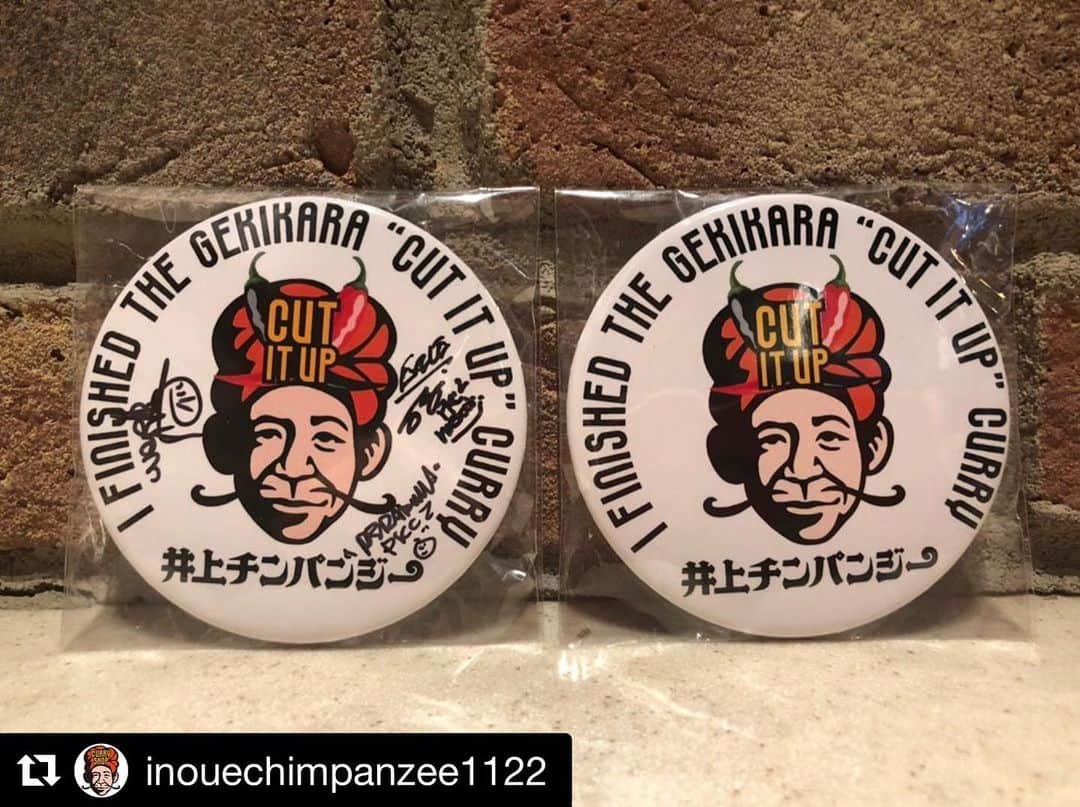 I FINISHED THE GEKIKARA "CUT IT UP" CURRY
CUT
IT UP
井上チンパンジー
I FINISHED THE GEKIKARA "CUT IT UP" CURRY
CUT
IT UP
井上チンパンジー
inouechimpanzee1122